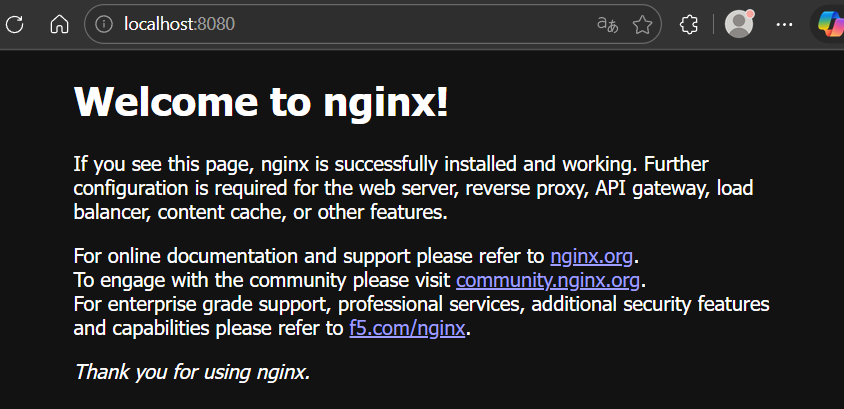 localhost:8080
Welcome to nginx!
If you see this page, nginx is successfully installed and working. Further
configuration is required for the web server, reverse proxy, API gateway, load
balancer, content cache, or other features.
For online documentation and support please refer to nginx.org.
To engage with the community please visit community.nginx.org.
For enterprise grade support, professional services, additional security features
and capabilities please refer to f5.com/nginx.
Thank you for using nginx.